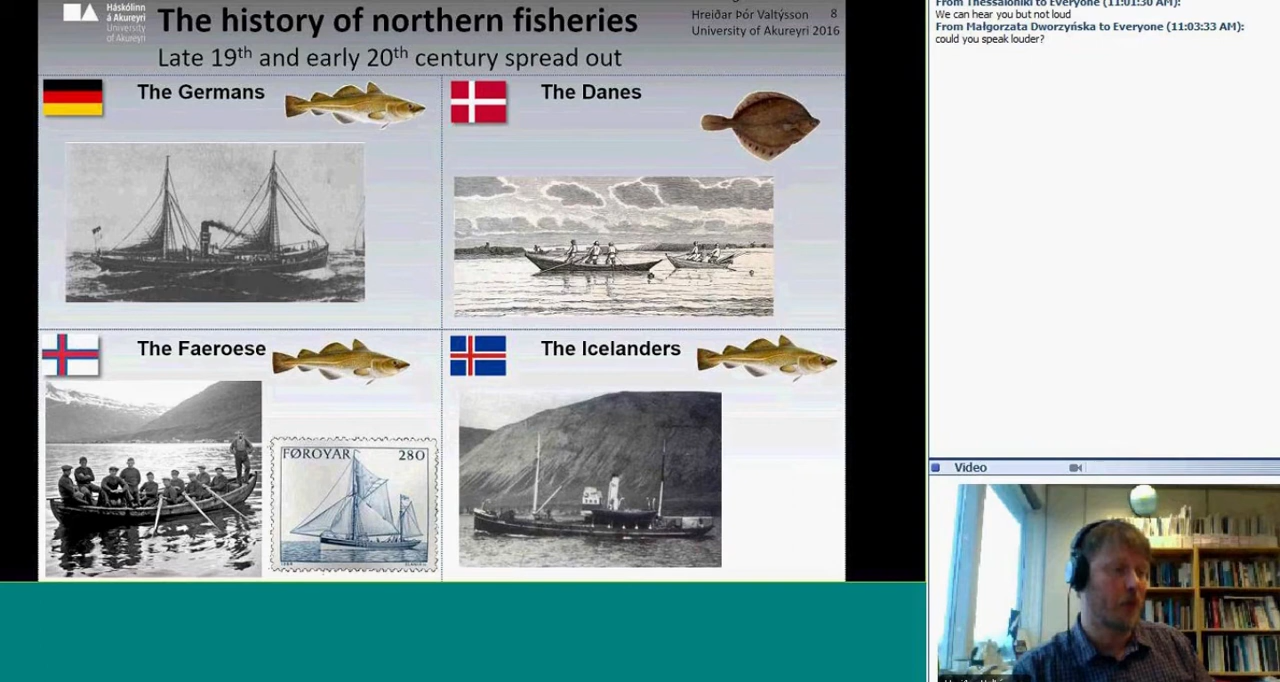 Háskólinn
á Akureyri
University
of Akureyri
The history of northern fisheries
Hreiðar Þór Valtýsson 8
University of Akureyri 2016
Late 19th and early 20th century spread out
The Germans
The Danes
The Faeroese
The Icelanders
FØROYAR 280
From Thessaloniki to Everyone (11:01:30 AM):
We can hear you but not loud
From Małgorzata Dworzyńska to Everyone (11:03:33 AM):
could you speak louder?
Video